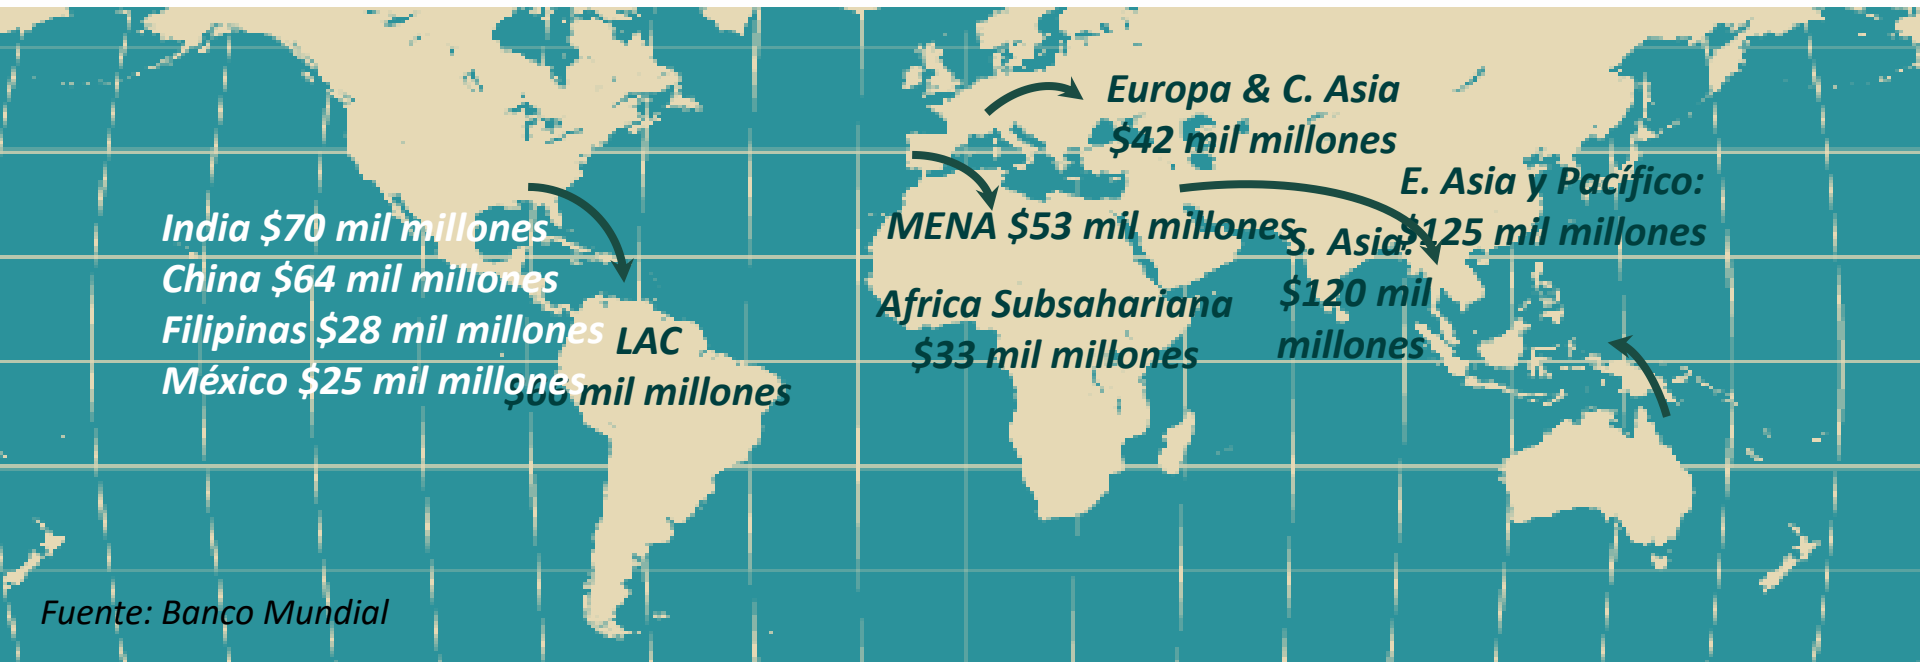 Europa & C. Asia
$42 mil millones
E. Asia y Pacífico:
$125 mil millones
India $70 mil millones
China $64 mil millones
Filipinas $28 mil millones
México $25 mil millones
MENA $53 mil millones
S. Asia:
$120 mil
millones
Africa Subsahariana
$33 mil millones
LAC
mil millones
Fuente: Banco Mundial